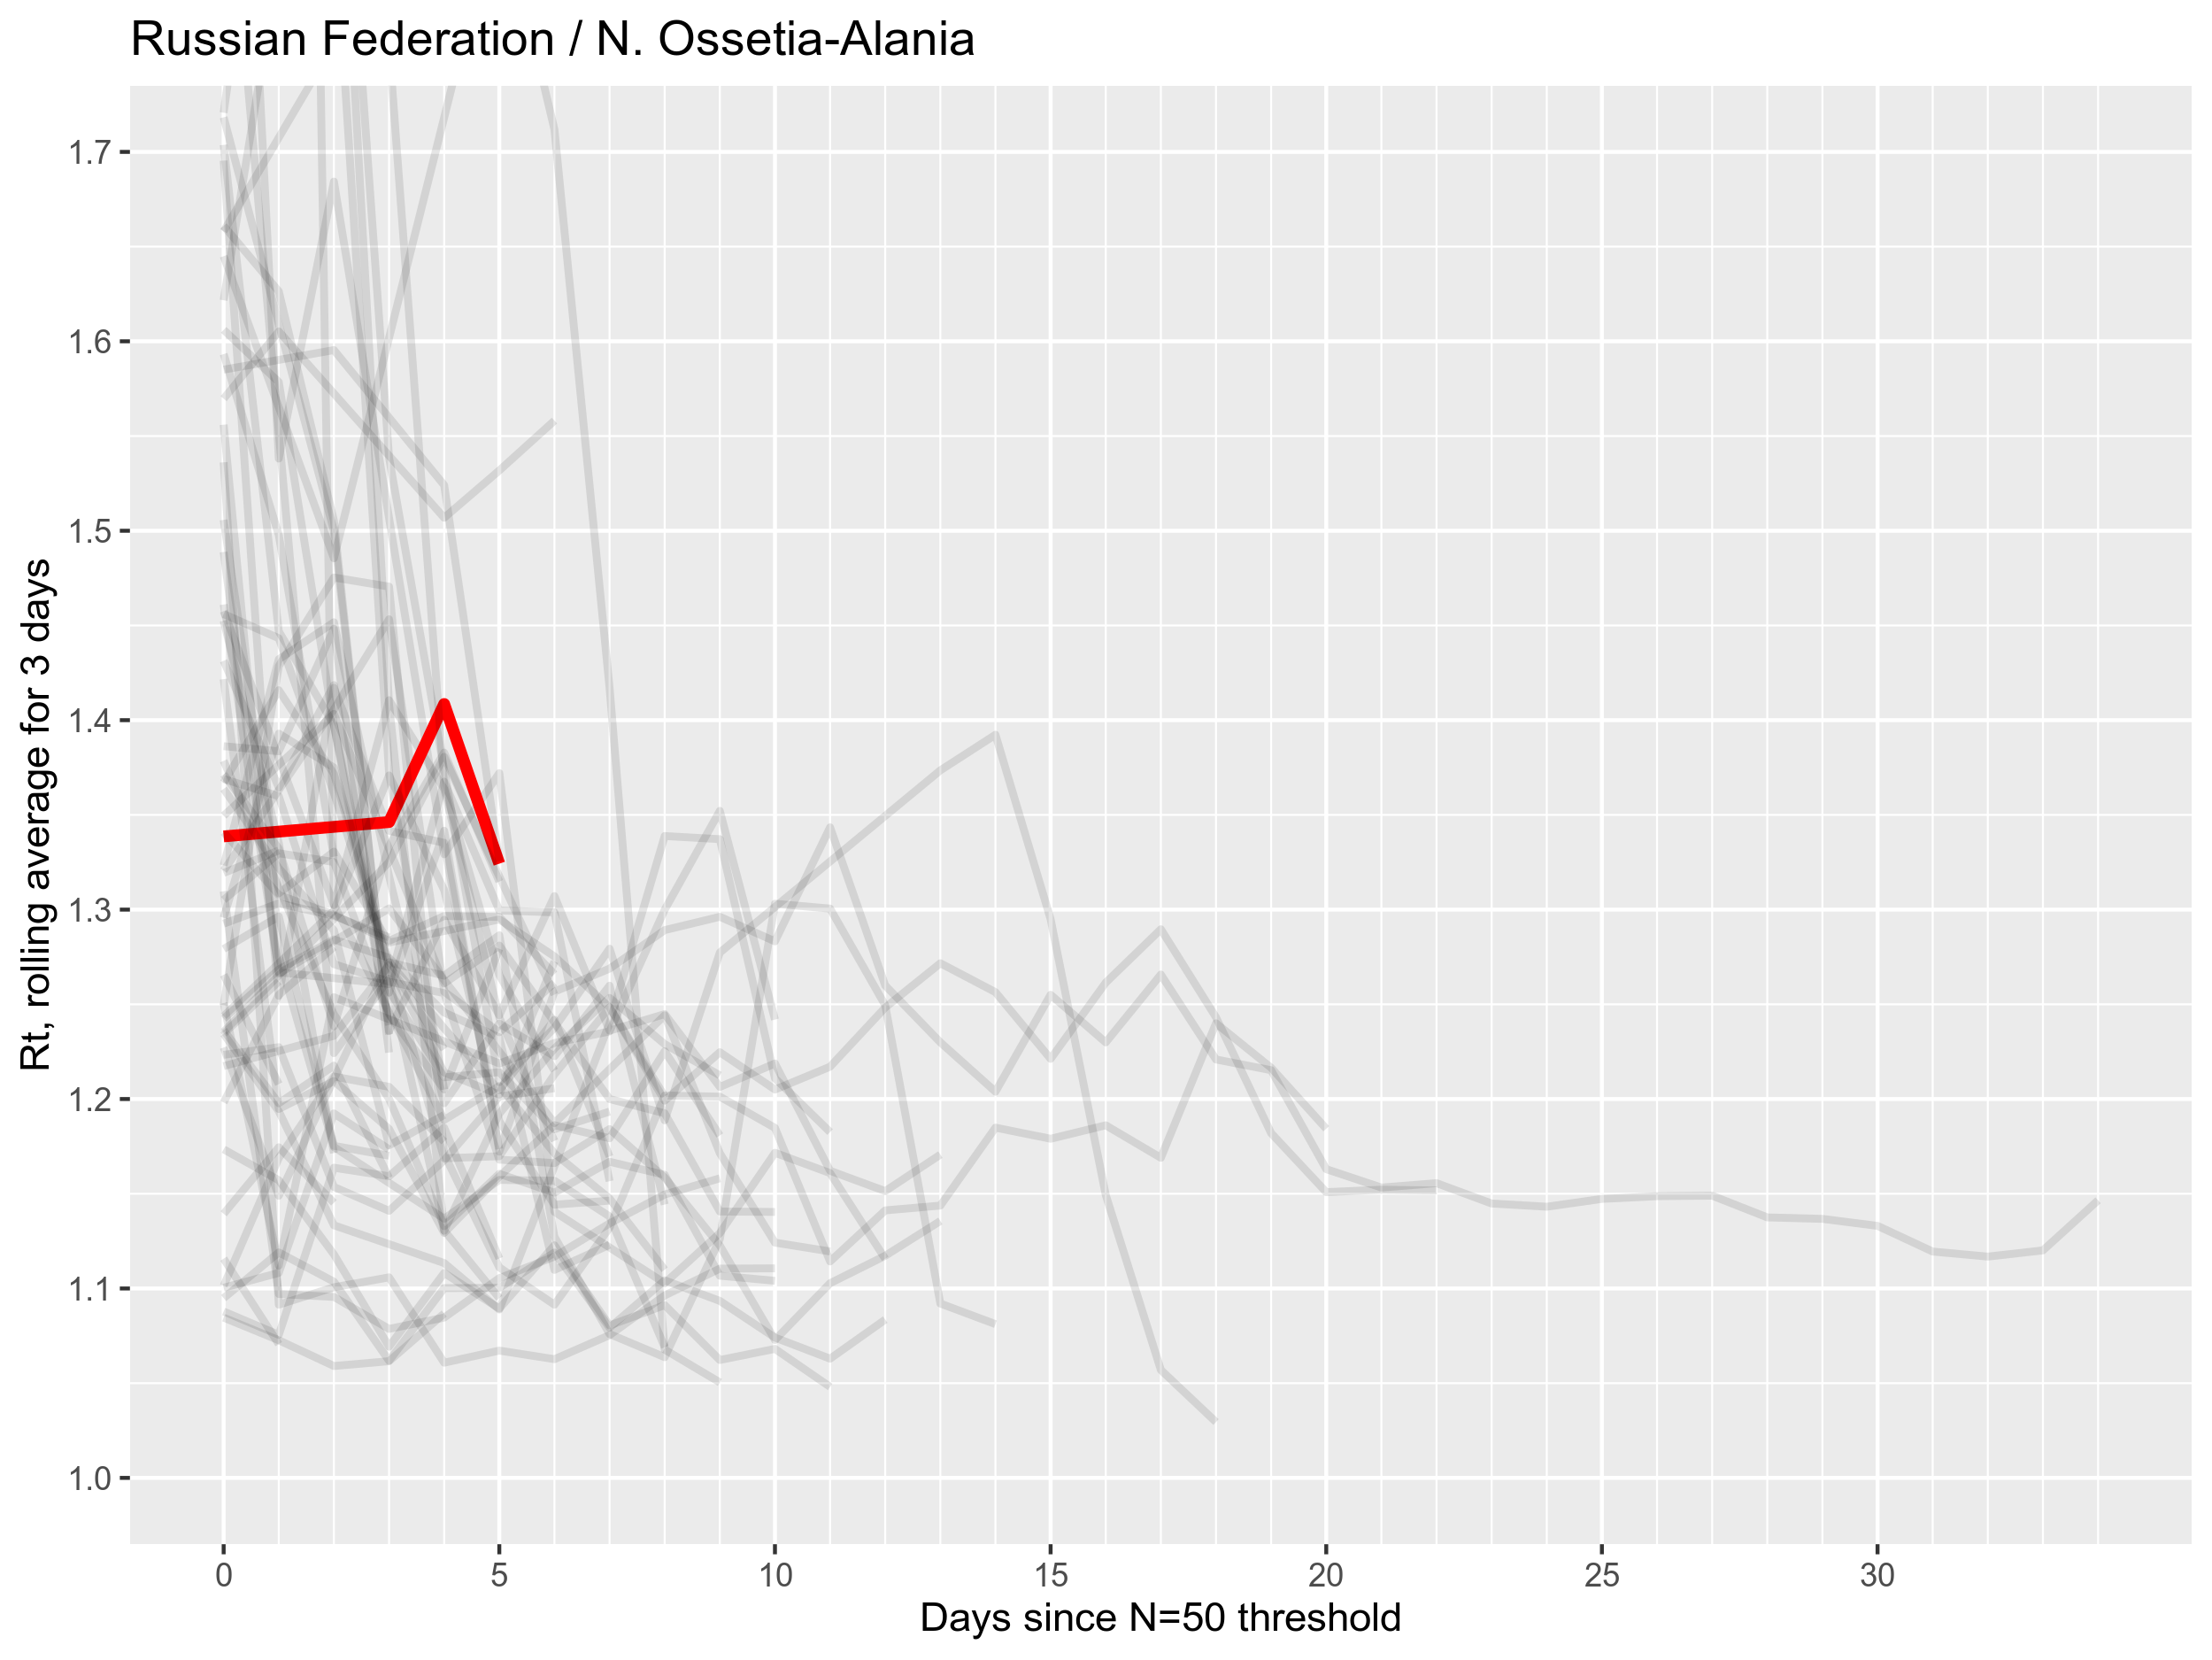 Russian Federation / N. Ossetia-Alania
Rt, rolling average for 3 days
1.7
1.6
1.5
1.4
1.3
1.2
1.1
1.0
0 5 10 15 20 25 30
Days since N=50 threshold